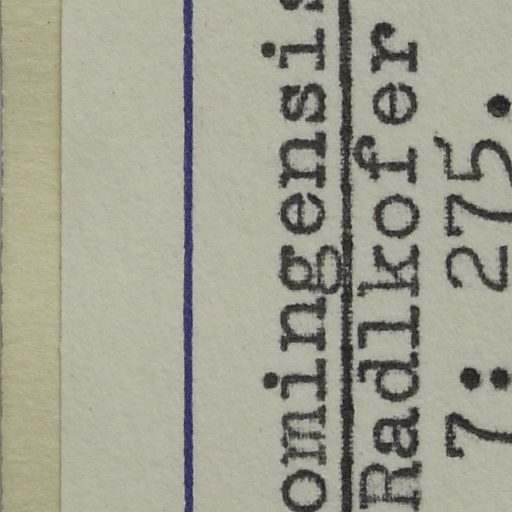 omingensis
Radlkofer
7: 275.